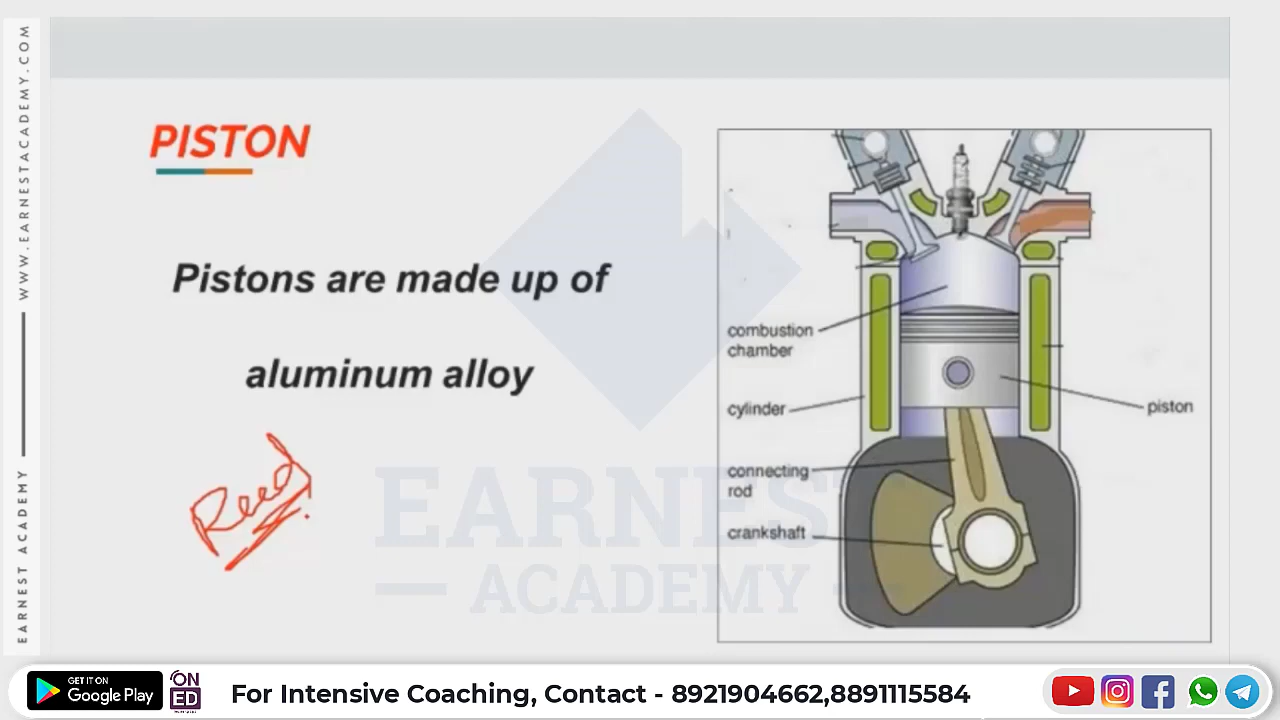 WWW.EARNESTACADEMY.COM
EARNEST ACADEMY
PISTON
Pistons are made up of
aluminum alloy
combustion
chamber
cylinder
piston
connecting
rod
crankshaft
EARNEST
ACADEMY
GET IT ON
Google Play
ON
ED
For Intensive Coaching, Contact - 8921904662,8891115584